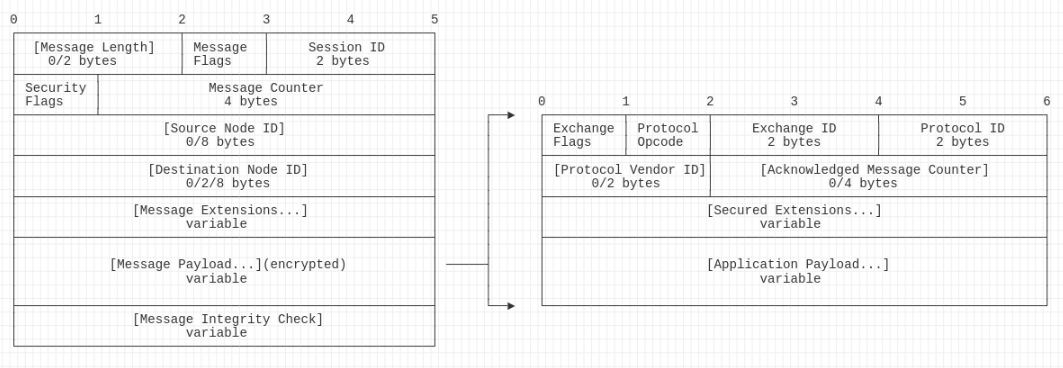 0 1 2 3 4 5
[Message Length] Message Session ID
0/2 bytes Flags 2 bytes
Security Message Counter
Flags 4 bytes
[Source Node ID]
0/8 bytes
[Destination Node ID]
0/2/8 bytes
[Message Extensions...]
variable
[Message Payload...](encrypted)
variable
[Message Integrity Check]
variable
0 1 2 3 4 5 6
Exchange Protocol Exchange ID Protocol ID
Flags Opcode 2 bytes 2 bytes
[Protocol Vendor ID] [Acknowledged Message Counter]
0/2 bytes 0/4 bytes
[Secured Extensions...]
variable
[Application Payload...]
variable